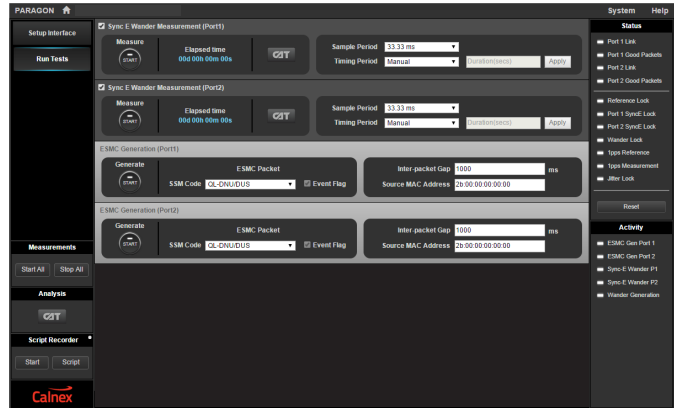 PARAGON
System Help
Setup Interface
Run Tests
Sync E Wander Measurement (Port1)
Measure
START
Elapsed time
00d 00h 00m 00s
CAT
Sample Period 33.33 ms
Timing Period Manual Duration(secs) Apply
Sync E Wander Measurement (Port2)
Measure
START
Elapsed time
00d 00h 00m 00s
CAT
Sample Period 33.33 ms
Timing Period Manual Duration(secs) Apply
ESMC Generation (Port1)
Generate
START
ESMC Packet
SSM Code QL-DNU/DUS Event Flag
Inter-packet Gap 1000 ms
Source MAC Address 2b:00:00:00:00:00
ESMC Generation (Port2)
Generate
START
ESMC Packet
SSM Code QL-DNU/DUS Event Flag
Inter-packet Gap 1000 ms
Source MAC Address 2b:00:00:00:00:00
Measurements
Start All Stop All
Analysis
CAT
Script Recorder
Start Script
Calnex
Status
Port 1 Link
Port 1 Good Packets
Port 2 Link
Port 2 Good Packets
Reference Lock
Port 1 SyncE Lock
Port 2 SyncE Lock
Wander Lock
1pps Reference
1pps Measurement
Jitter Lock
Reset
Activity
ESMC Gen Port 1
ESMC Gen Port 2
Sync-E Wander P1
Sync-E Wander P2
Wander Generation